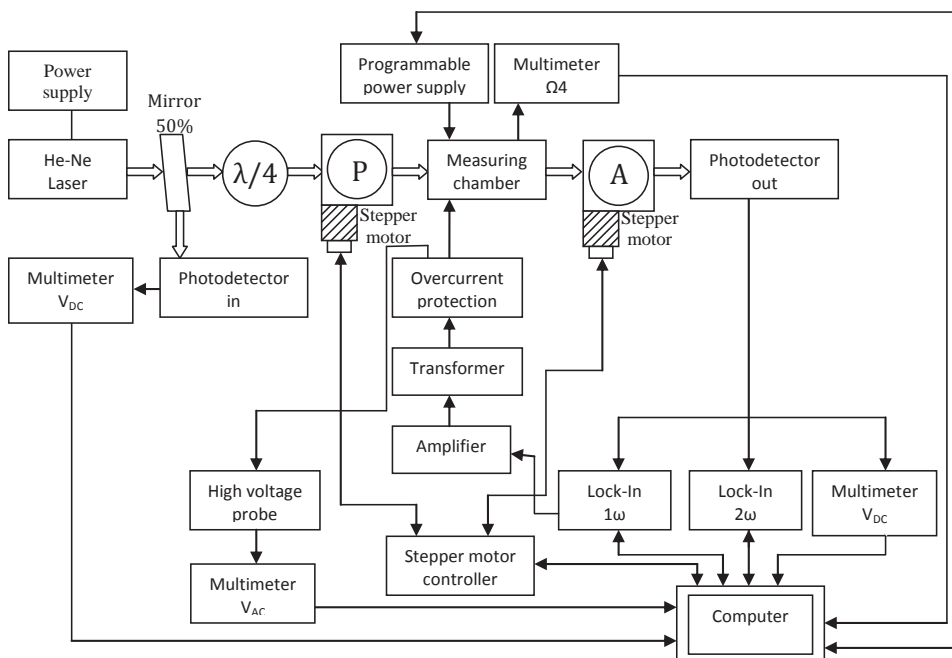 Power
supply
Mirror
50%
Programmable
power supply
Multimeter
Ω4
He-Ne
Laser
λ/4
P
Measuring
chamber
A
Photodetector
out
Stepper
motor
Stepper
motor
Multimeter
VDC
Photodetector
in
Overcurrent
protection
Transformer
Amplifier
High voltage
probe
Lock-In
1ω
Lock-In
2ω
Multimeter
VDC
Stepper motor
controller
Multimeter
VAC
Computer